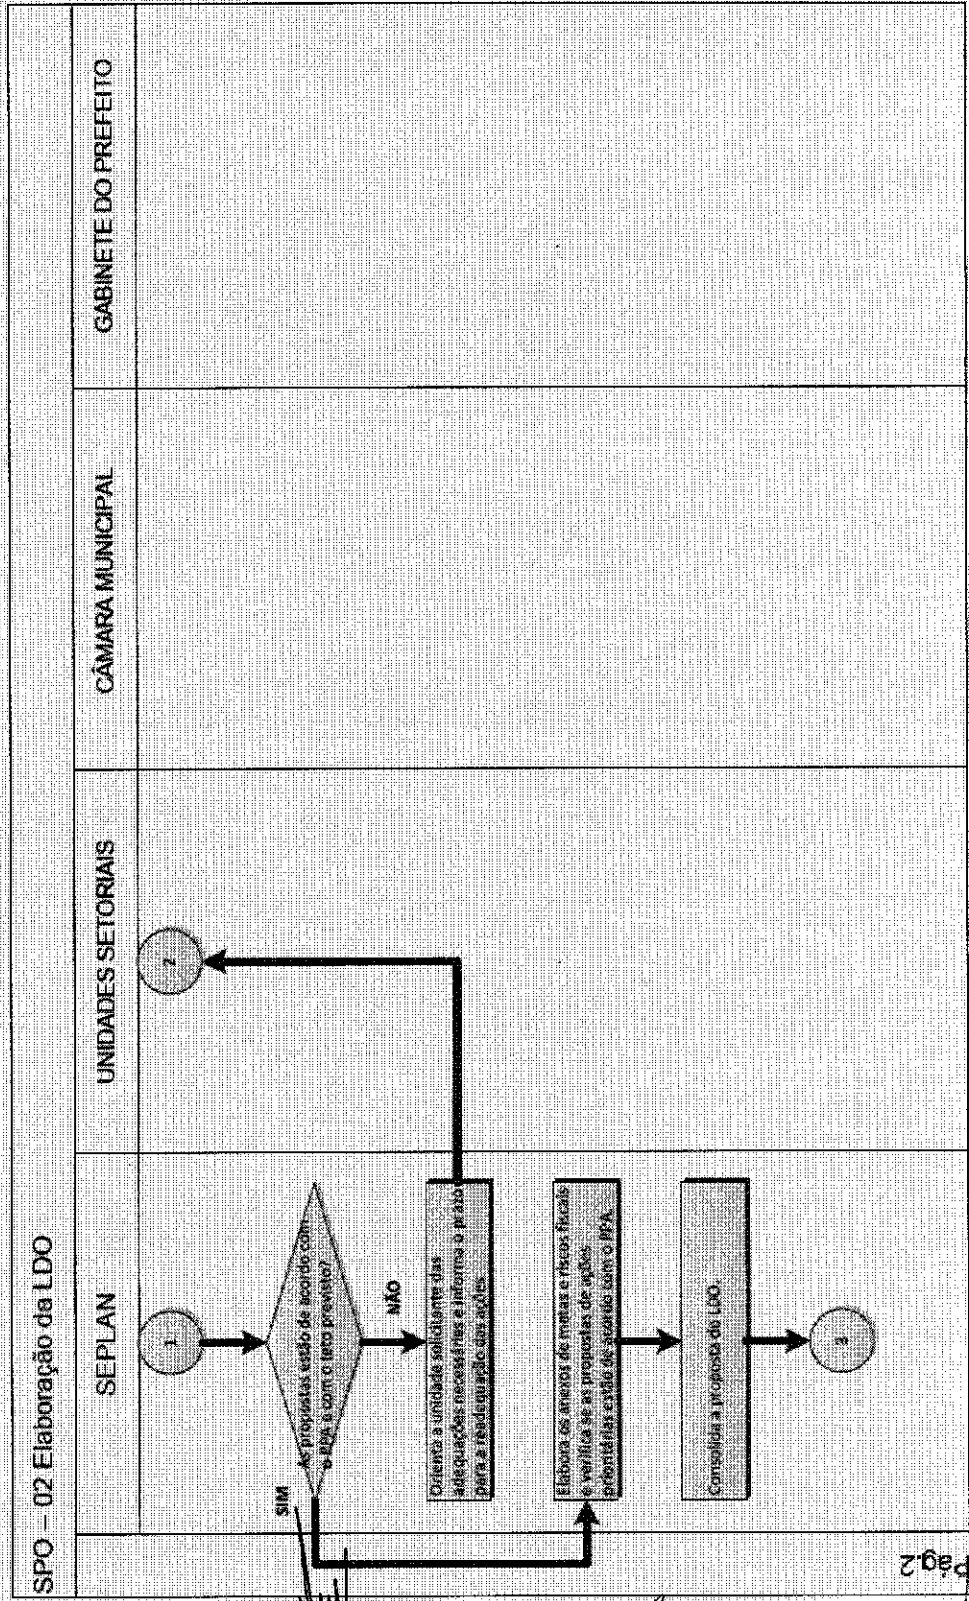 SPO – 02 Elaboração da LDO
SEPLAN
UNIDADES SETORIAIS
CÂMARA MUNICIPAL
GABINETE DO PREFEITO
1
2
As propostas estão de acordo com
o PPA e com o teto previsto?
SIM
NÃO
Orienta a unidade solicitante das
adequações necessárias e informa o prazo
para a readequação das ações
Elabora os anexos de metas e riscos fiscais
e verifica se as propostas de ações
prioritárias estão de acordo com o PPA.
Consolida a proposta do LDO.
3
Pág.2